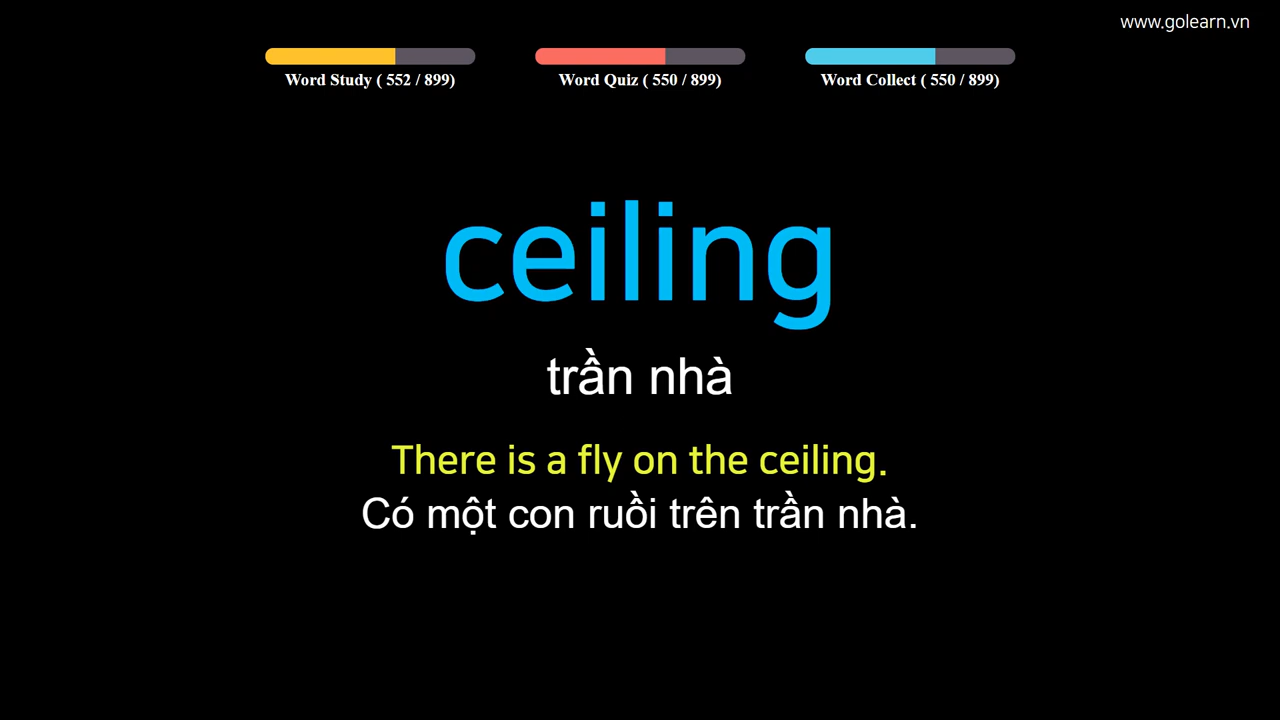 www.golearn.vn
Word Study ( 552 / 899) Word Quiz ( 550 / 899) Word Collect ( 550 / 899)
ceiling
trần nhà
There is a fly on the ceiling.
Có một con ruồi trên trần nhà.